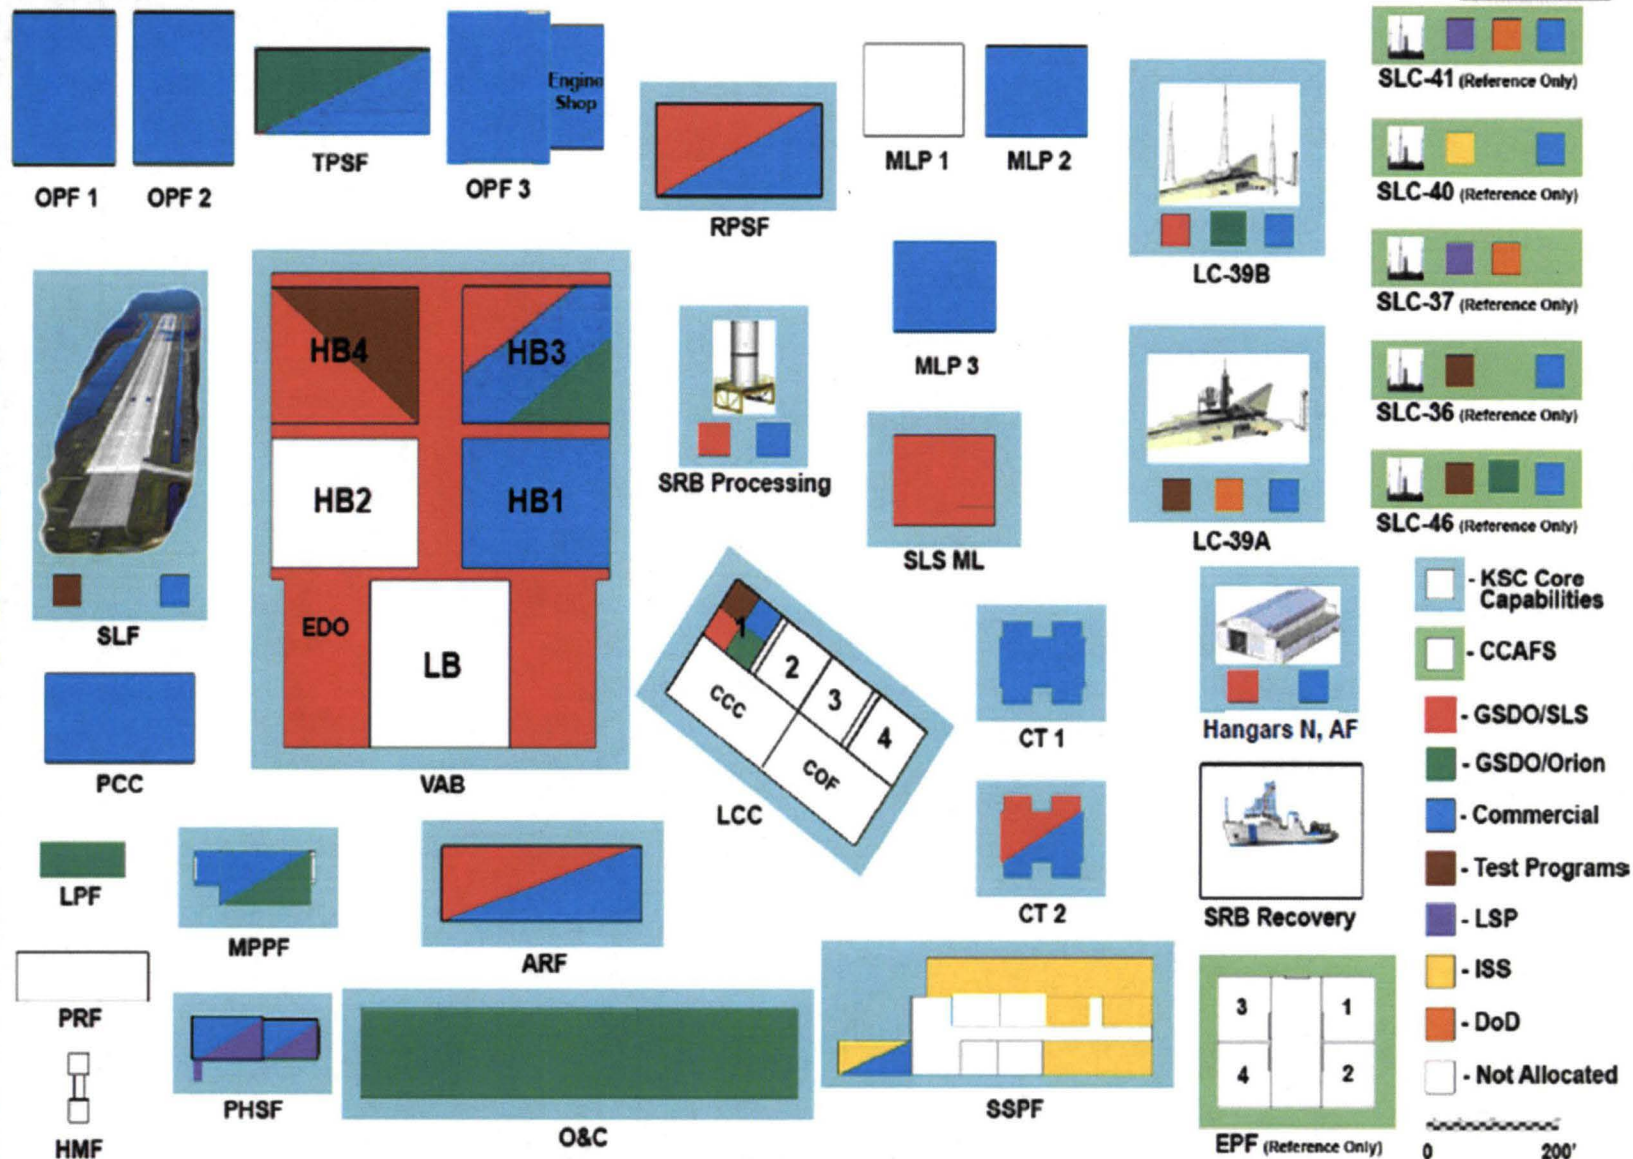 OPF 1
OPF 2
TPSF
Engine
Shop
OPF 3
RPSF
MLP 1
MLP 2
LC-39B
SLC-41 (Reference Only)
SLC-40 (Reference Only)
SLC-37 (Reference Only)
SLC-36 (Reference Only)
SLC-46 (Reference Only)
SLF
HB4
HB3
HB2
HB1
EDO
LB
VAB
SRB Processing
MLP 3
SLS ML
LC-39A
PCC
1
2
3
4
CCC
COF
LCC
CT 1
CT 2
Hangars N, AF
SRB Recovery
LPF
MPPF
ARF
PRF
HMF
PHSF
O&C
SSPF
3
1
4
2
EPF (Reference Only)
- KSC Core
Capabilities
- CCAFS
- GSDO/SLS
- GSDO/Orion
- Commercial
- Test Programs
- LSP
- ISS
- DoD
- Not Allocated
0 200'